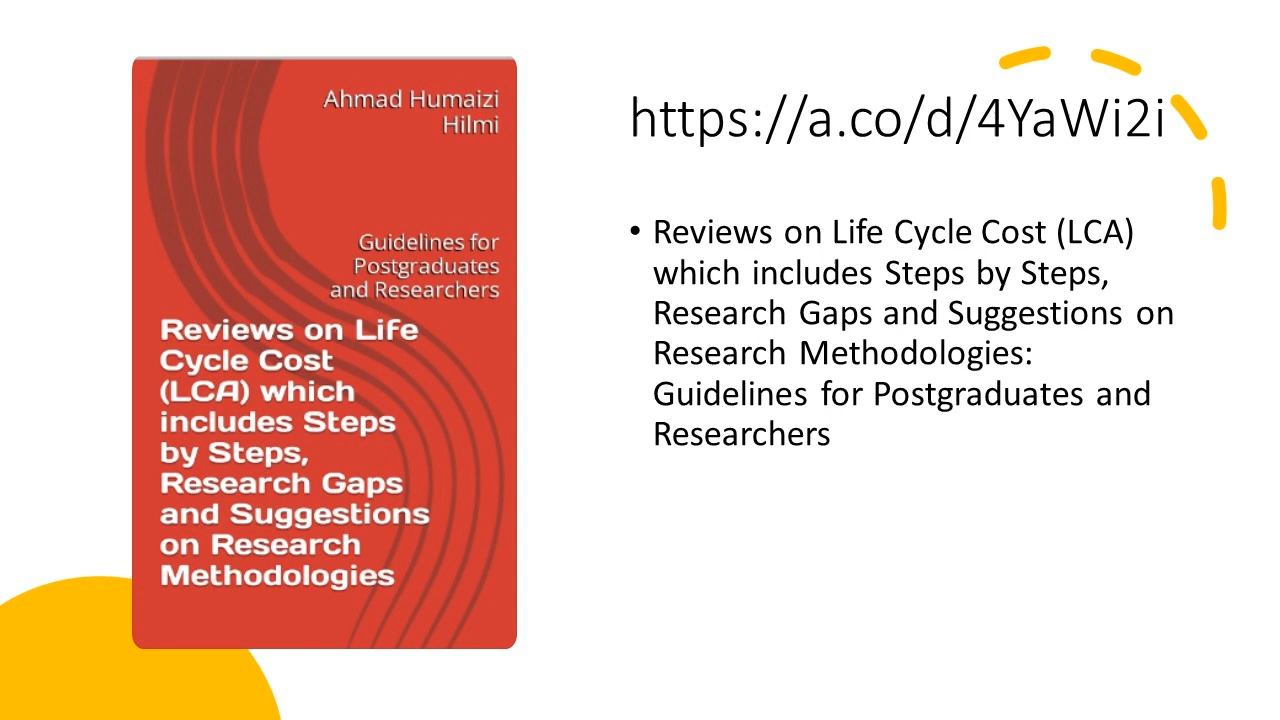 Ahmad Humaizi
Hilmi
Guidelines for
Postgraduates
and Researchers
Reviews on Life
Cycle Cost
(LCA) which
includes Steps
by Steps,
Research Gaps
and Suggestions
on Research
Methodologies
https://a.co/d/4YaWi2i
• Reviews on Life Cycle Cost (LCA)
which includes Steps by Steps,
Research Gaps and Suggestions on
Research Methodologies:
Guidelines for Postgraduates and
Researchers